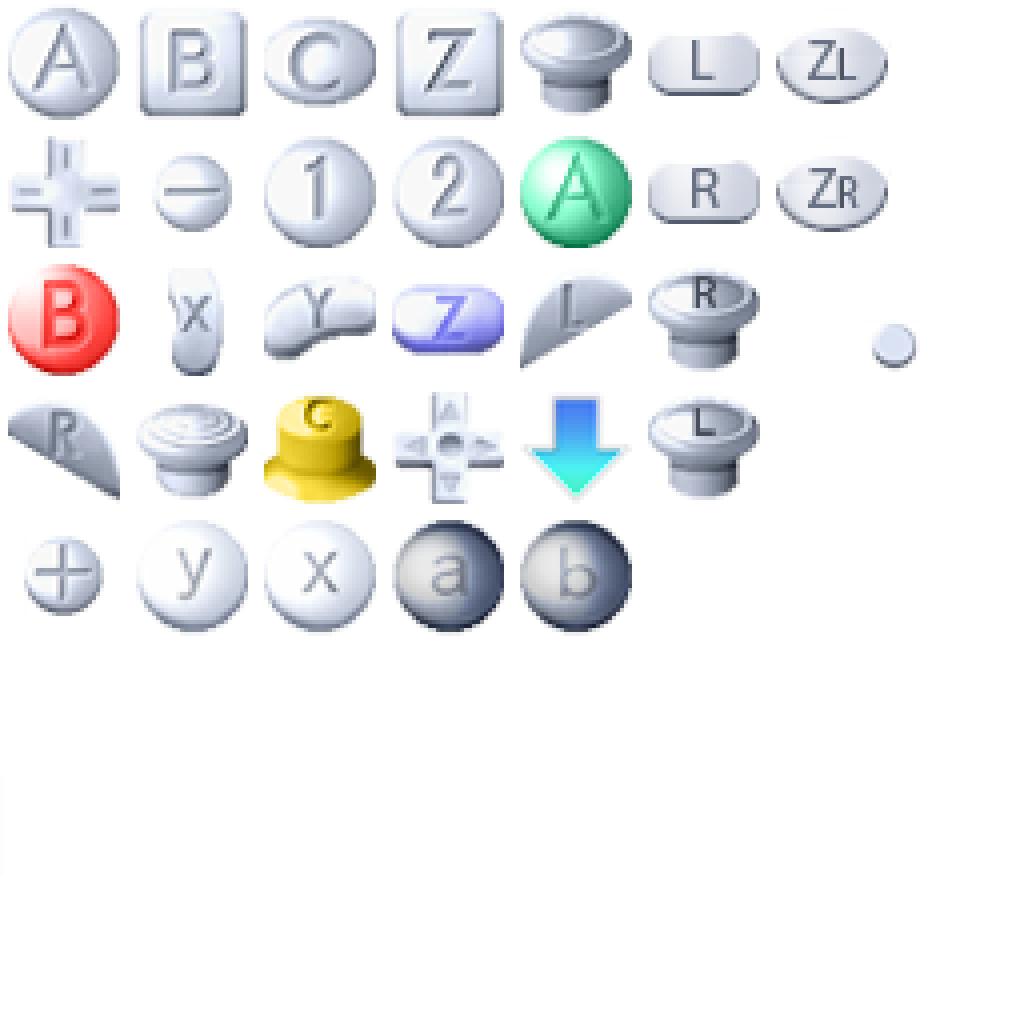 A B C Z L ZL
− 1 2 A R ZR
B X Y Z L R
R C L
+ y x a b